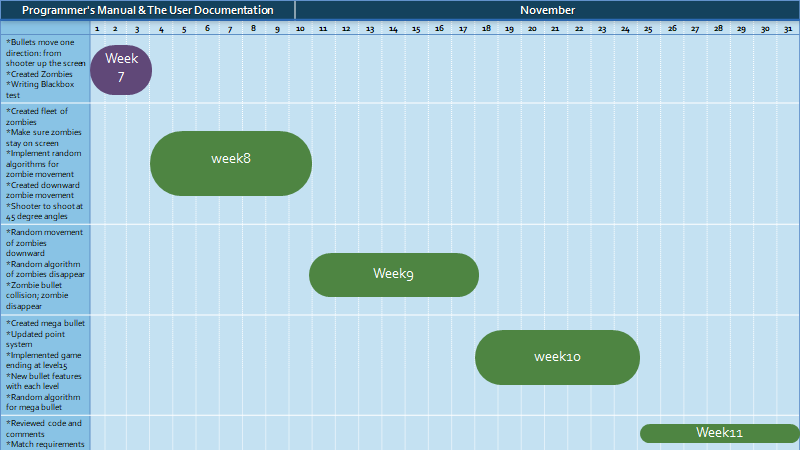 Programmer's Manual & The User Documentation
November
1 2 3 4 5 6 7 8 9 10 11 12 13 14 15 16 17 18 19 20 21 22 23 24 25 26 27 28 29 30 31
*Bullets move one
direction: from
shooter up the screen
*Created Zombies
*Writing Blackbox
test
Week
7
*Created fleet of
zombies
*Make sure zombies
stay on screen
*Implement random
algorithms for
zombie movement
*Created downward
zombie movement
*Shooter to shoot at
45 degree angles
week8
*Random movement
of zombies
downward
*Random algorithm
of zombies disappear
*Zombie bullet
collision; zombie
disappear
Week9
*Created mega bullet
*Updated point
system
*Implemented game
ending at level15
*New bullet features
with each level
*Random algorithm
for mega bullet
week10
*Reviewed code and
comments
*Match requirements
Week11